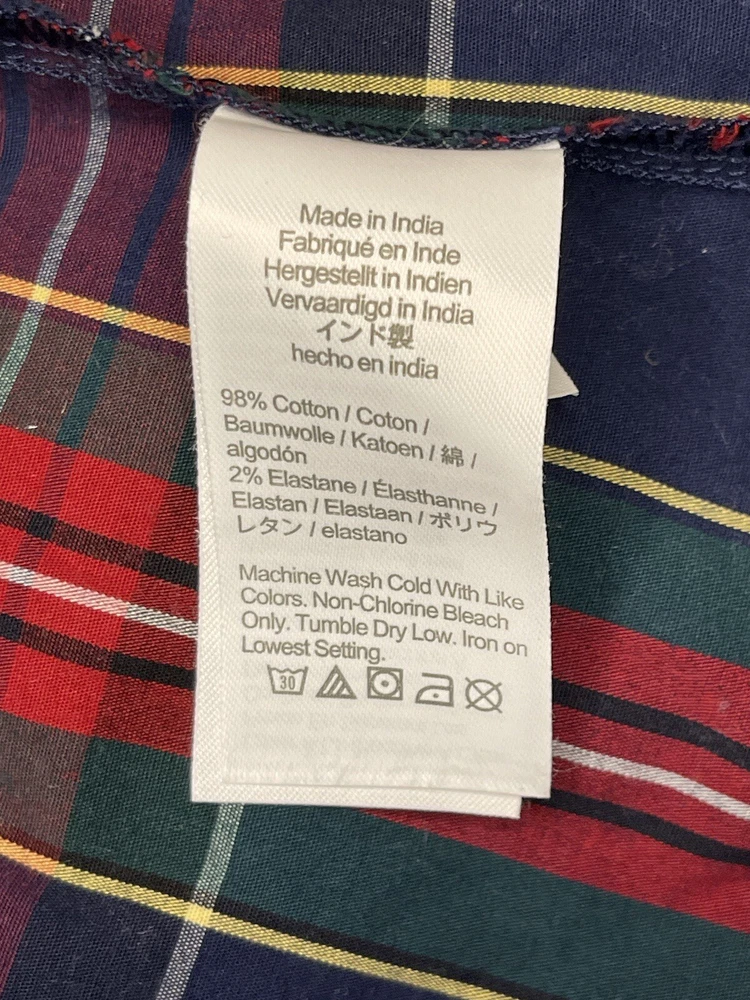 Made in India
Fabriqué en Inde
Hergestellt in Indien
Vervaardigd in India
インド製
hecho en india
98% Cotton / Coton /
Baumwolle / Katoen / 綿 /
algodón
2% Elastane / Élasthanne /
Elastan / Elastaan / ポリウ
レタン / elastano
Machine Wash Cold With Like
Colors. Non-Chlorine Bleach
Only. Tumble Dry Low. Iron on
Lowest Setting.
30